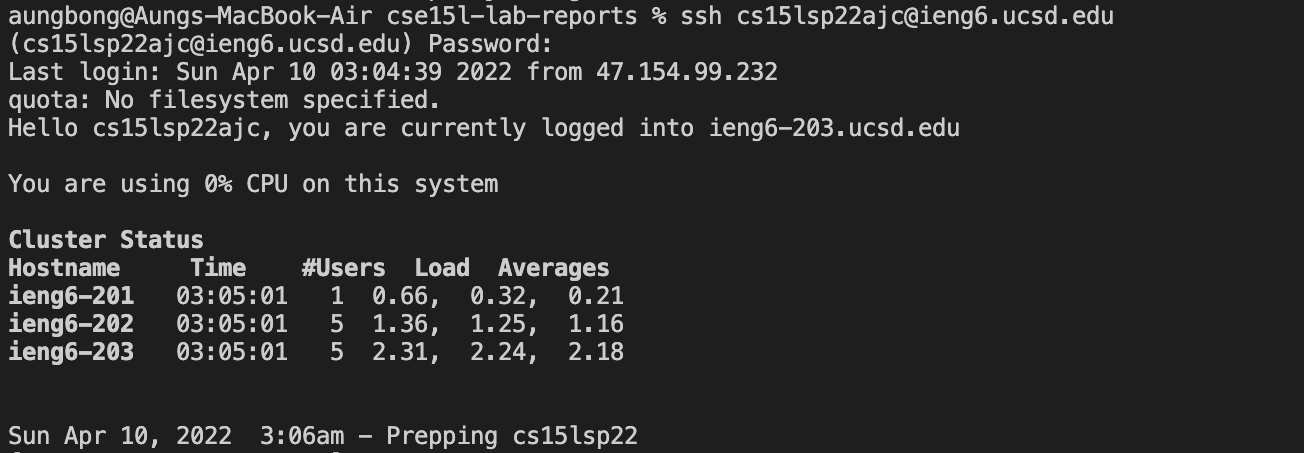 aungbong@Aungs-MacBook-Air cse15l-lab-reports % ssh cs15lsp22ajc@ieng6.ucsd.edu
(cs15lsp22ajc@ieng6.ucsd.edu) Password:
Last login: Sun Apr 10 03:04:39 2022 from 47.154.99.232
quota: No filesystem specified.
Hello cs15lsp22ajc, you are currently logged into ieng6-203.ucsd.edu
You are using 0% CPU on this system
Cluster Status
Hostname     Time    #Users  Load  Averages
ieng6-201   03:05:01   1  0.66,  0.32,  0.21
ieng6-202   03:05:01   5  1.36,  1.25,  1.16
ieng6-203   03:05:01   5  2.31,  2.24,  2.18
Sun Apr 10, 2022  3:06am - Prepping cs15lsp22